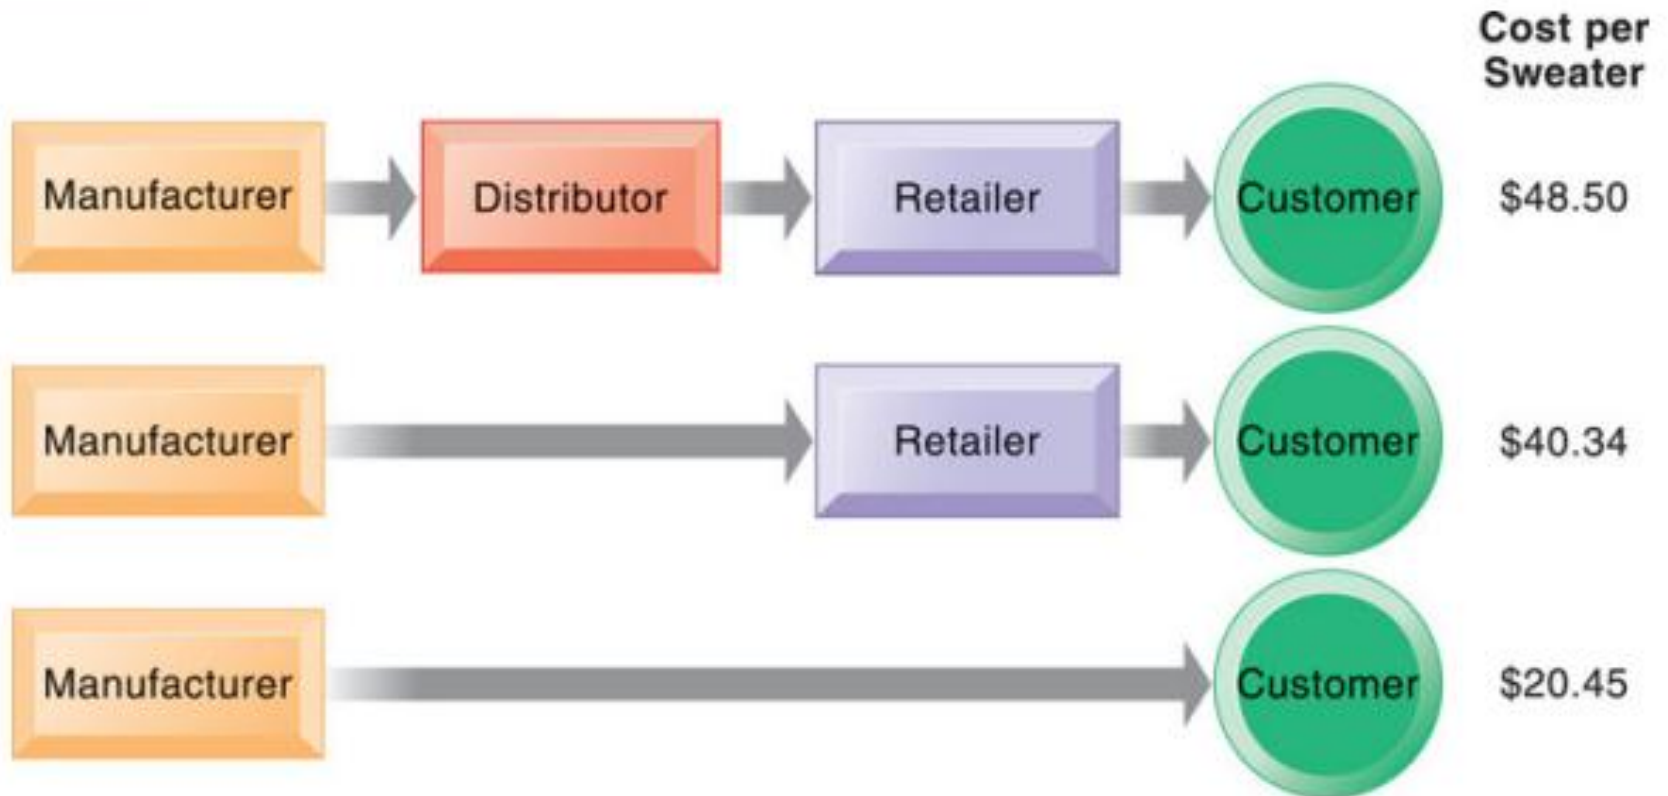 Cost per
Sweater
Manufacturer Distributor Retailer Customer $48.50
Manufacturer Retailer Customer $40.34
Manufacturer Customer $20.45